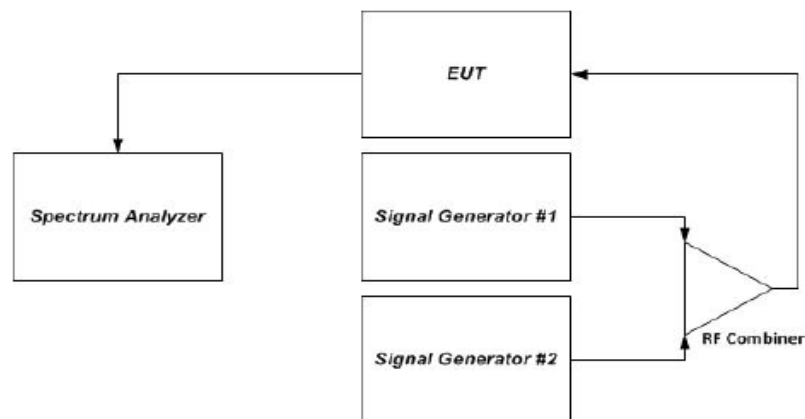 EUT
Spectrum Analyzer
Signal Generator #1
RF Combiner
Signal Generator #2